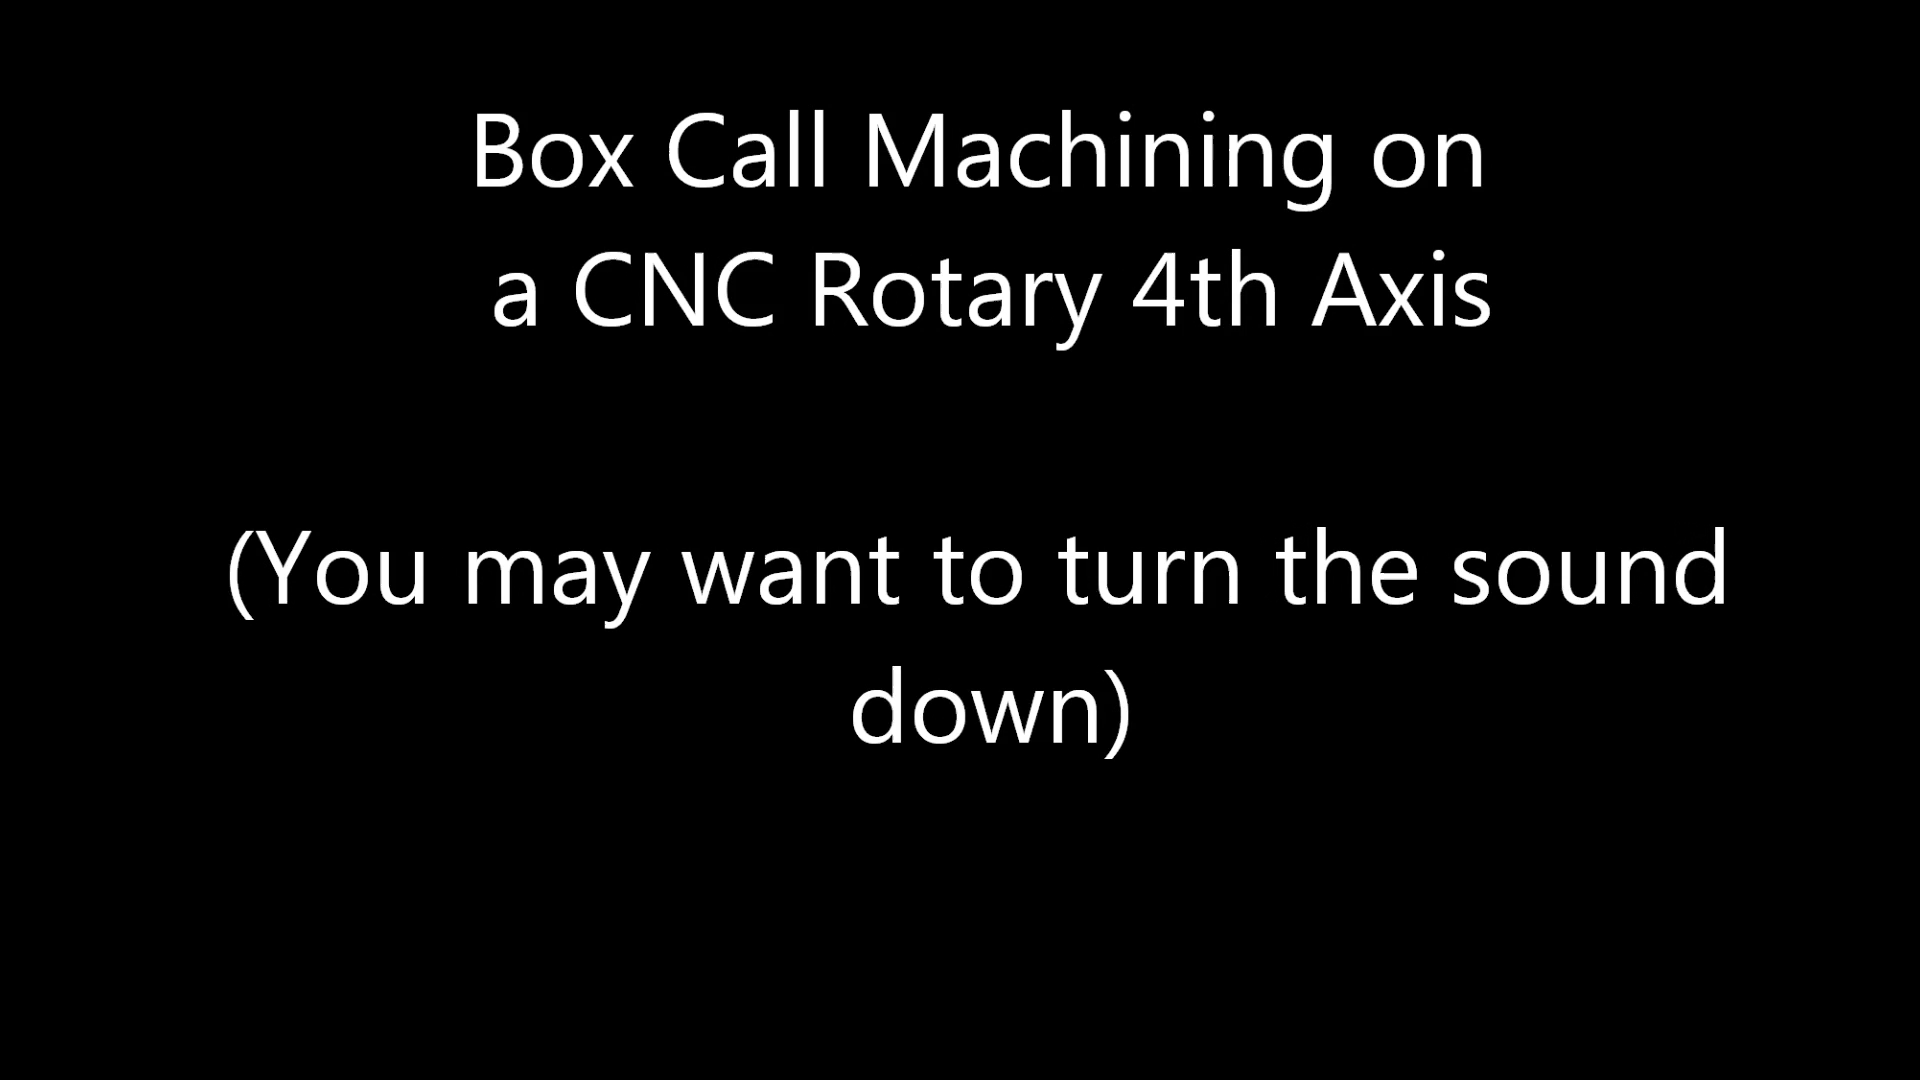 Box Call Machining on
a CNC Rotary 4th Axis
(You may want to turn the sound
down)